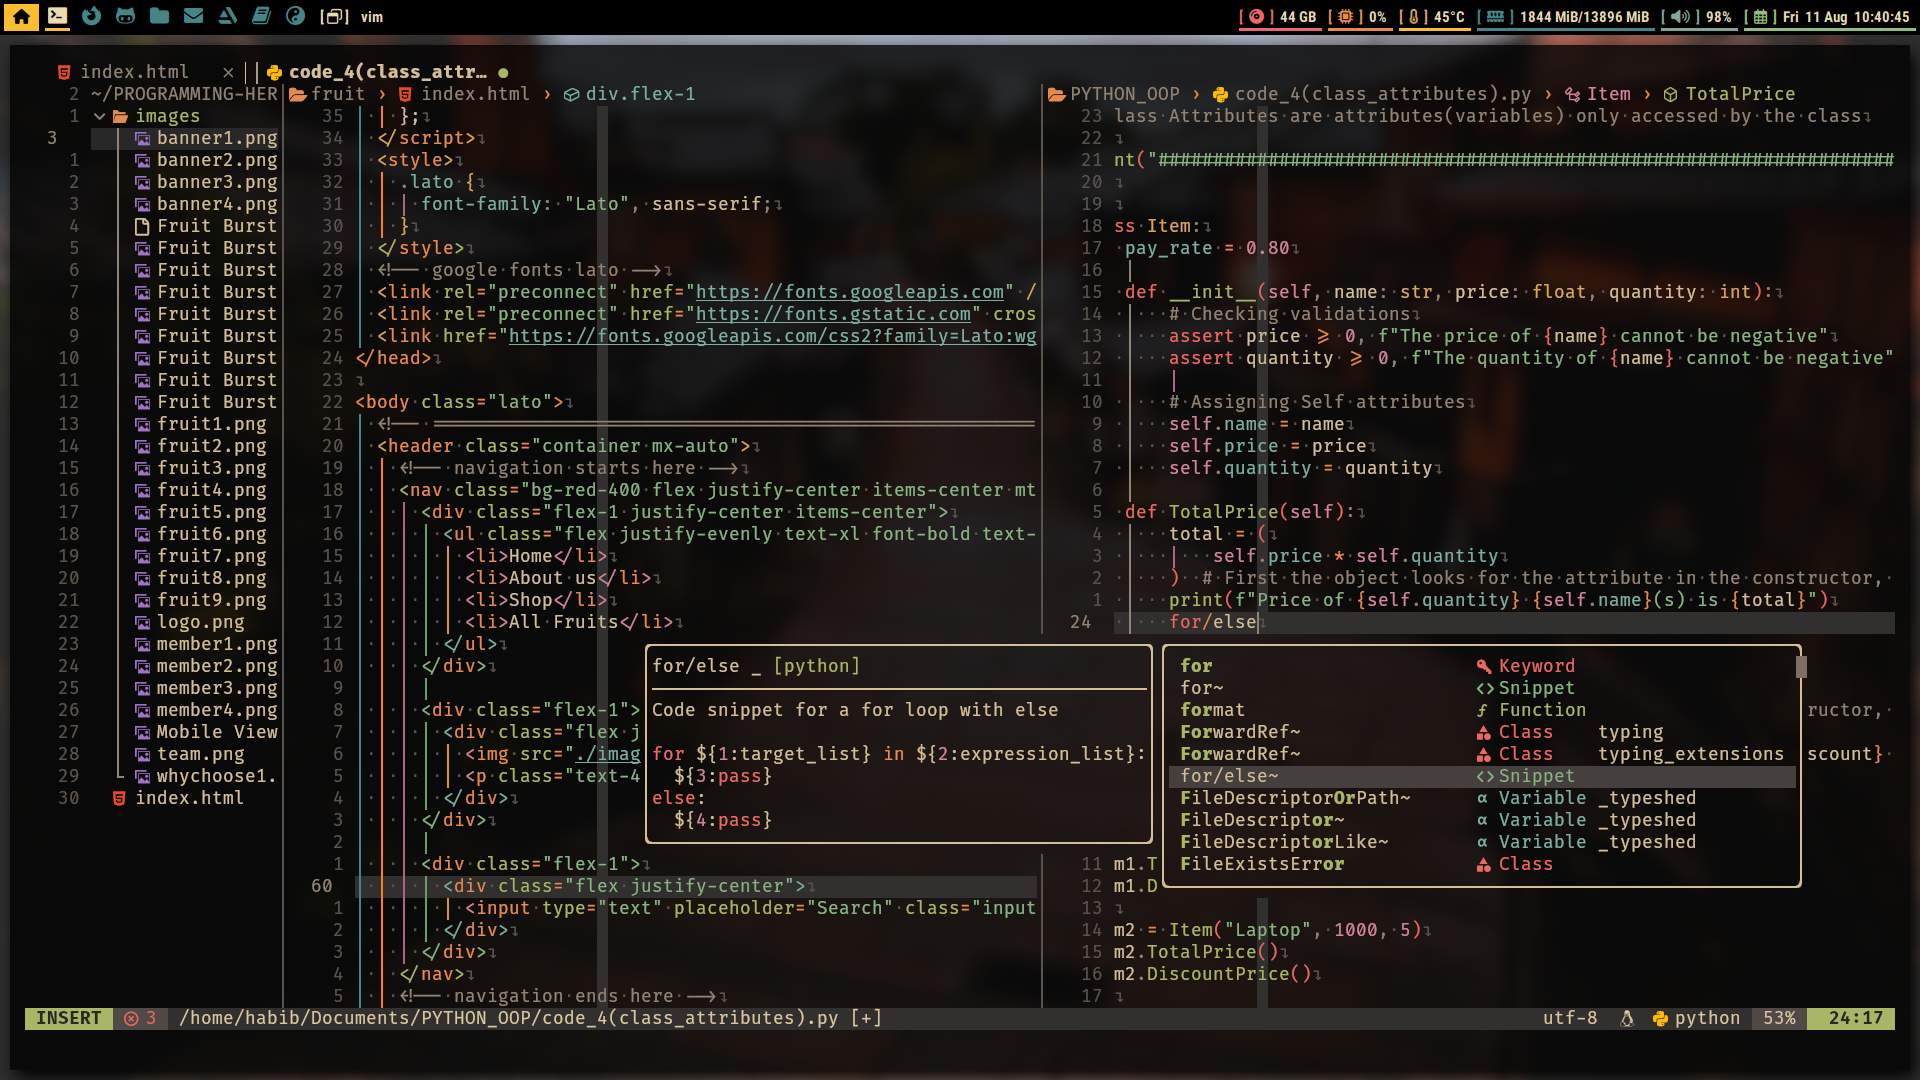 vim
[ ] 44 GB [ ] 0% [ ] 45°C [ ] 1844 MiB/13896 MiB [ ] 98% [ ] Fri 11 Aug 10:40:45
index.html × code_4(class_attr… ●
2 ~/PROGRAMMING-HER
1 images
3 banner1.png
1 banner2.png
2 banner3.png
3 banner4.png
4 Fruit Burst
5 Fruit Burst
6 Fruit Burst
7 Fruit Burst
8 Fruit Burst
9 Fruit Burst
10 Fruit Burst
11 Fruit Burst
12 Fruit Burst
13 fruit1.png
14 fruit2.png
15 fruit3.png
16 fruit4.png
17 fruit5.png
18 fruit6.png
19 fruit7.png
20 fruit8.png
21 fruit9.png
22 logo.png
23 member1.png
24 member2.png
25 member3.png
26 member4.png
27 Mobile View
28 team.png
29 whychoose1.
30 index.html
fruit › index.html › div.flex-1
35 };
34 </script>
33 <style>
32 .lato {
31 font-family: "Lato", sans-serif;
30 }
29 </style>
28 <!-- google fonts lato -->
27 <link rel="preconnect" href="https://fonts.googleapis.com" /
26 <link rel="preconnect" href="https://fonts.gstatic.com" cros
25 <link href="https://fonts.googleapis.com/css2?family=Lato:wg
24 </head>
23
22 <body class="lato">
21 <!-- =======================================================
20 <header class="container mx-auto">
19 <!-- navigation starts here -->
18 <nav class="bg-red-400 flex justify-center items-center mt
17 <div class="flex-1 justify-center items-center">
16 <ul class="flex justify-evenly text-xl font-bold text-
15 <li>Home</li>
14 <li>About us</li>
13 <li>Shop</li>
12 <li>All Fruits</li>
11 </ul>
10 </div>
9
8 <div class="flex-1">
7 <div class="flex j
6 <img src="./imag
5 <p class="text-4
4 </div>
3 </div>
2
1 <div class="flex-1">
60 <div class="flex justify-center">
1 <input type="text" placeholder="Search" class="input
2 </div>
3 </div>
4 </nav>
5 <!-- navigation ends here -->
PYTHON_OOP › code_4(class_attributes).py › Item › TotalPrice
23 lass Attributes are attributes(variables) only accessed by the class
22
21 nt("###################################################################
20
19
18 ss Item:
17 pay_rate = 0.80
16
15 def __init__(self, name: str, price: float, quantity: int):
14 # Checking validations
13 assert price >= 0, f"The price of {name} cannot be negative"
12 assert quantity >= 0, f"The quantity of {name} cannot be negative"
11
10 # Assigning Self attributes
9 self.name = name
8 self.price = price
7 self.quantity = quantity
6
5 def TotalPrice(self):
4 total = (
3 self.price * self.quantity
2 ) # First the object looks for the attribute in the constructor,
1 print(f"Price of {self.quantity} {self.name}(s) is {total}")
24 for/else
for/else _ [python]
Code snippet for a for loop with else
for ${1:target_list} in ${2:expression_list}:
${3:pass}
else:
${4:pass}
for Keyword
for~ Snippet
format Function
ForwardRef~ Class typing
ForwardRef~ Class typing_extensions
for/else~ Snippet
FileDescriptorOrPath~ Variable _typeshed
FileDescriptor~ Variable _typeshed
FileDescriptorLike~ Variable _typeshed
FileExistsError Class
ructor,
scount}
11 m1.T
12 m1.D
13
14 m2 = Item("Laptop", 1000, 5)
15 m2.TotalPrice()
16 m2.DiscountPrice()
17
INSERT 3 /home/habib/Documents/PYTHON_OOP/code_4(class_attributes).py [+] utf-8 python 53% 24:17